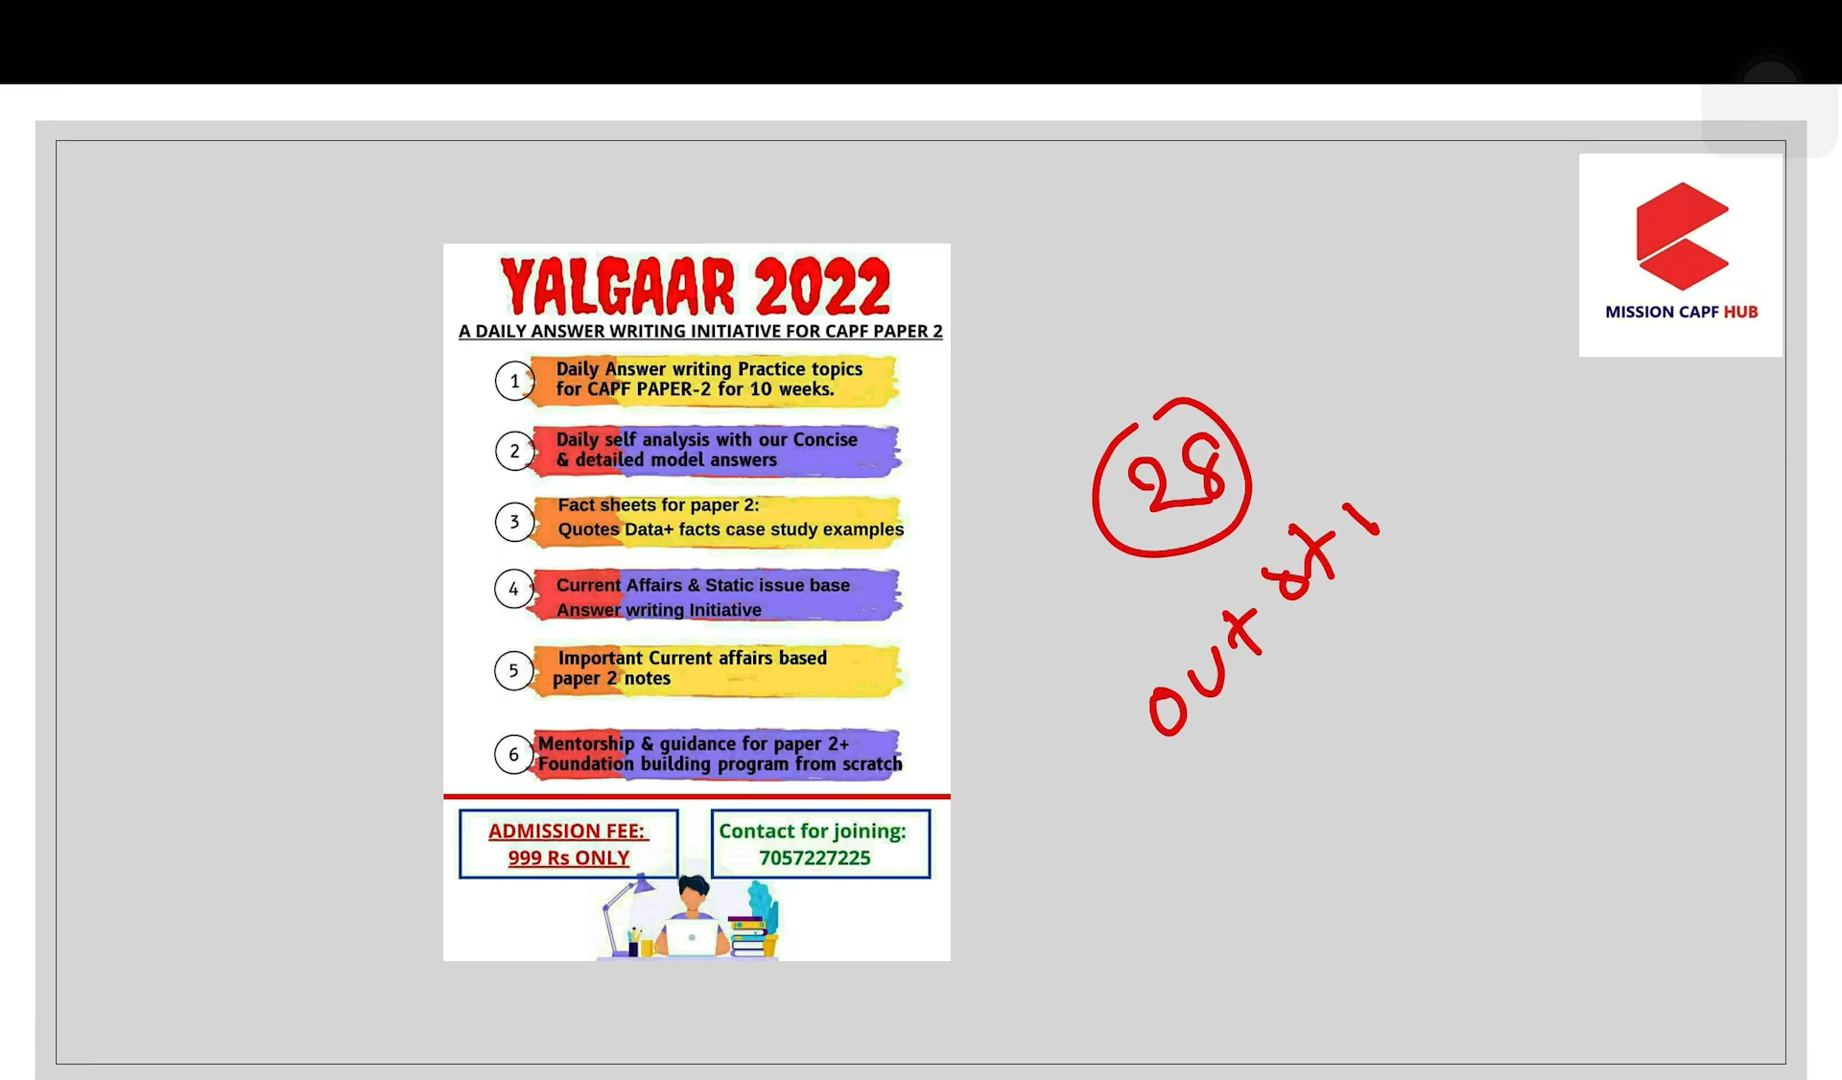 YALGAAR 2022
A DAILY ANSWER WRITING INITIATIVE FOR CAPF PAPER 2
1
Daily Answer writing Practice topics
for CAPF PAPER-2 for 10 weeks.
2
Daily self analysis with our Concise
& detailed model answers
3
Fact sheets for paper 2:
Quotes Data+ facts case study examples
4
Current Affairs & Static issue base
Answer writing Initiative
5
Important Current affairs based
paper 2 notes
6
Mentorship & guidance for paper 2+
Foundation building program from scratch
ADMISSION FEE:
999 Rs ONLY
Contact for joining:
7057227225
MISSION CAPF HUB
28
out